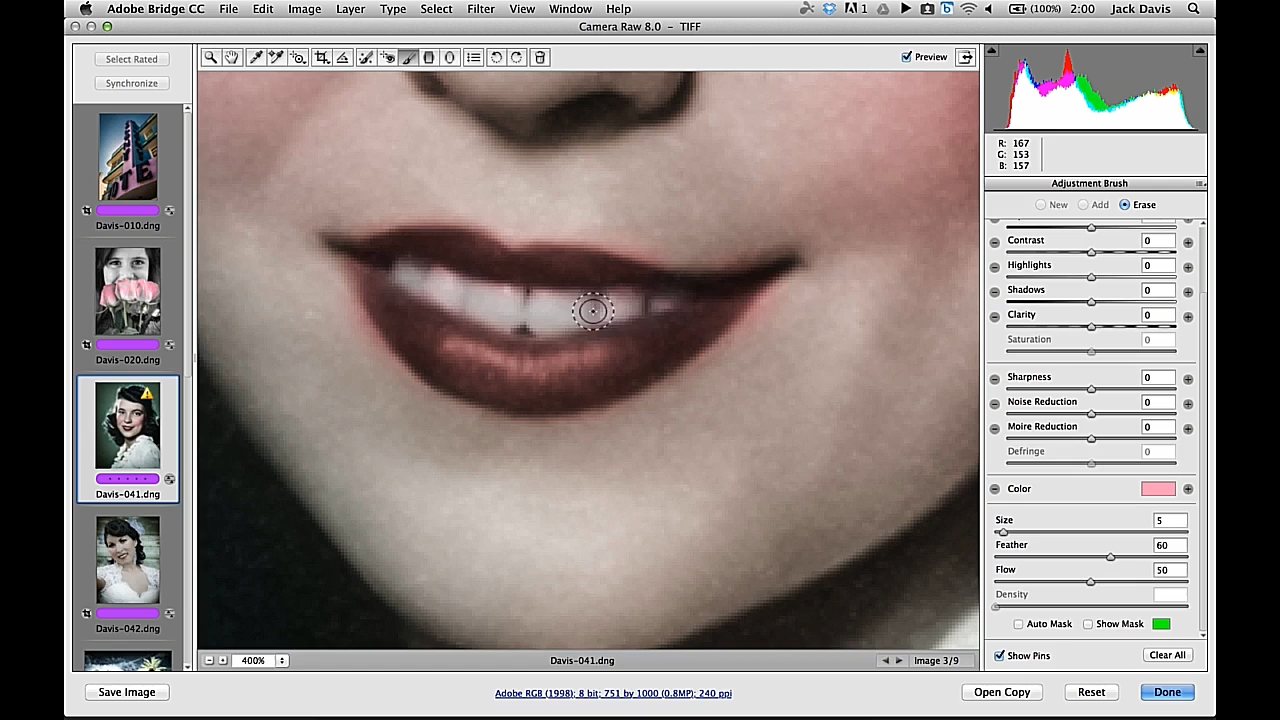 Adobe Bridge CC File Edit Image Layer Type Select Filter View Window Help 1 (100%) 2:00 Jack Davis
Camera Raw 8.0 - TIFF
Select Rated
Synchronize
Preview
R: 167
G: 153
B: 157
Adjustment Brush
New Add Erase
Contrast 0
Highlights 0
Shadows 0
Clarity 0
Saturation 0
Sharpness 0
Noise Reduction 0
Moire Reduction 0
Defringe 0
Color
Size 5
Feather 60
Flow 50
Density
Auto Mask Show Mask
Show Pins Clear All
Davis-010.dng
Davis-020.dng
Davis-041.dng
Davis-042.dng
400% Davis-041.dng Image 3/9
Save Image Adobe RGB (1998); 8 bit; 751 by 1000 (0.8MP); 240 ppi Open Copy Reset Done